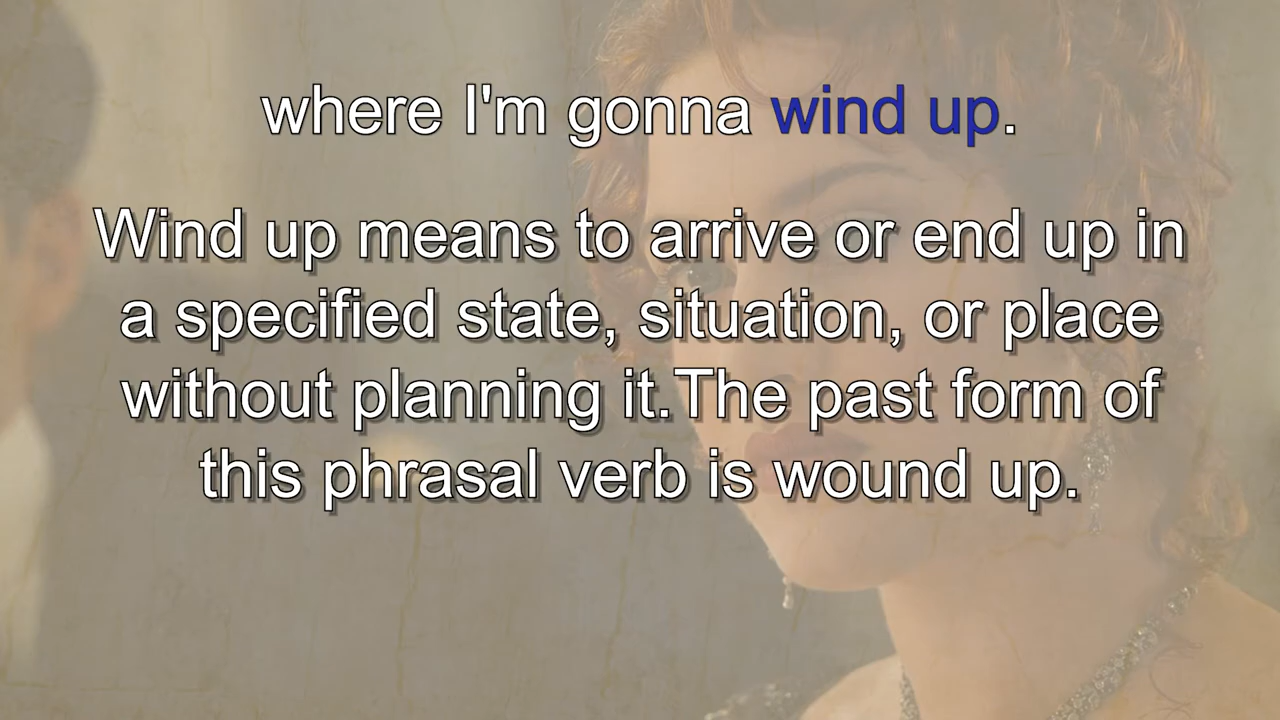 where I'm gonna wind up.
Wind up means to arrive or end up in
a specified state, situation, or place
without planning it.The past form of
this phrasal verb is wound up.